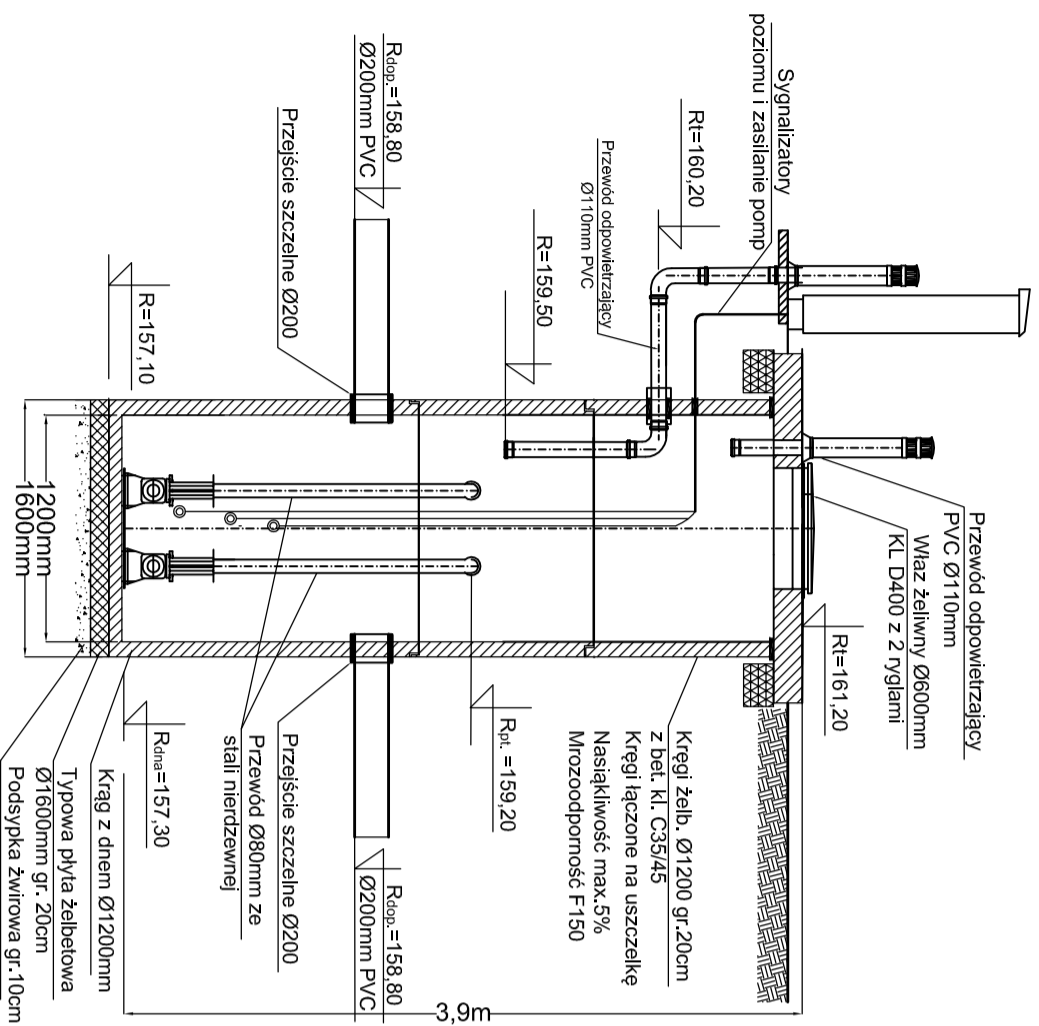 Sygnalizatory
poziomu i zasilanie pomp
Rt=160,20
Przewód odpowietrzający
Ø110mm PVC
R=159,50
Rdop.=158,80
Ø200mm PVC
Przejście szczelne Ø200
R=157,10
Przewód odpowietrzający
PVC Ø110mm
Właz żeliwny Ø600mm
KL D400 z 2 ryglami
Rt=161,20
Kręgi żelb. Ø1200 gr.20cm
z bet. kl. C35/45
Kręgi łączone na uszczelkę
Nasiąkliwość max.5%
Mrozoodporność F150
Rpt. =159,20
Rdop.=158,80
Ø200mm PVC
Przejście szczelne Ø200
Przewód Ø80mm ze
stali nierdzewnej
Rdna=157,30
Krąg z dnem Ø1200mm
Typowa płyta żelbetowa
Ø1600mm gr. 20cm
Podsypka żwirowa gr.10cm
1200mm
1600mm
3,9m